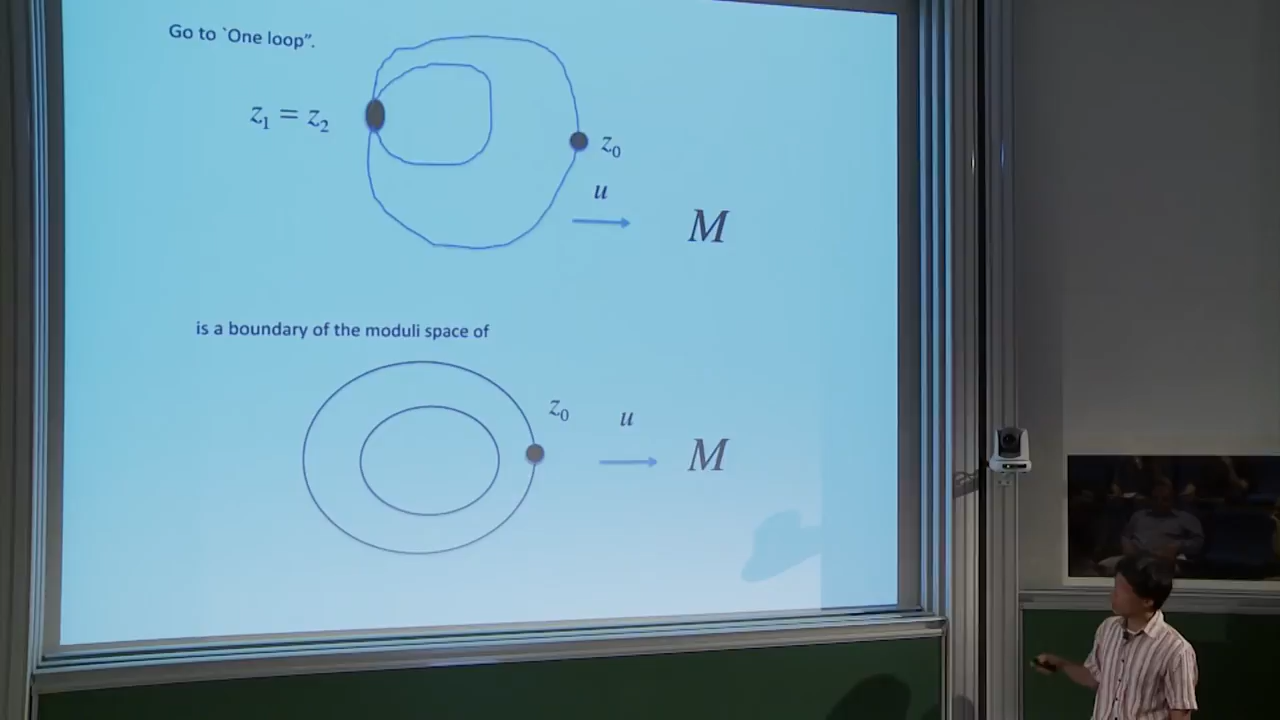 Go to `One loop”.
z₁ = z₂
z₀
u
M
is a boundary of the moduli space of
z₀
u
M